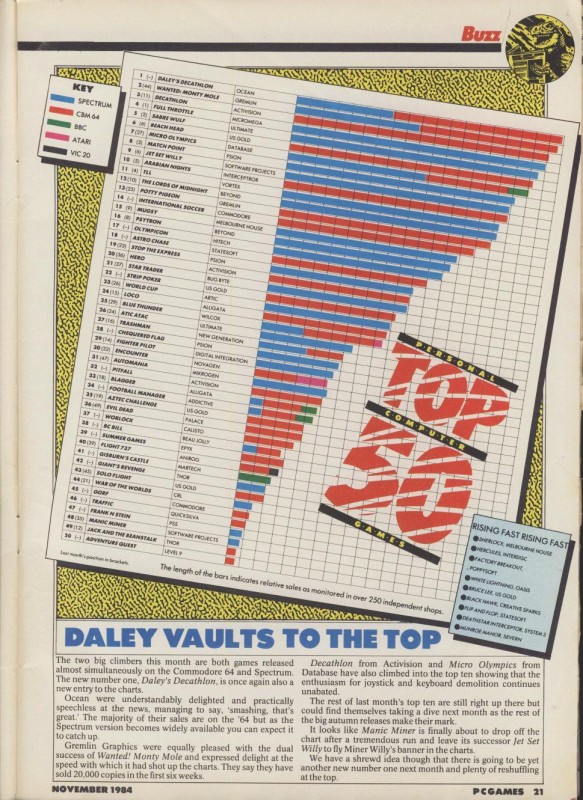 Buzz
KEY
SPECTRUM
CBM 64
BBC
ATARI
VIC 20
1 (–) DALEY'S DECATHLON OCEAN
2 (44) WANTED: MONTY MOLE GREMLIN
3 (11) DECATHLON ACTIVISION
4 (1) FULL THROTTLE MICROMEGA
5 (2) SABRE WULF ULTIMATE
6 (6) BEACH HEAD US GOLD
7 (27) MICRO OLYMPICS DATABASE
8 (3) MATCH POINT PSION
9 JET SET WILLY SOFTWARE PROJECTS
10 ARABIAN NIGHTS INTERCEPTOR
11 (4) TLL VORTEX
12 (10) THE LORDS OF MIDNIGHT BEYOND
13 (23) POTTY PIGEON GREMLIN
14 (–) INTERNATIONAL SOCCER COMMODORE
15 (9) MUGSY MELBOURNE HOUSE
16 (8) PSYTRON BEYOND
17 (–) OLYMPICON HITECH
18 (–) ASTRO CHASE STATESOFT
19 STOP THE EXPRESS PSION
20 (36) HERO ACTIVISION
21 (37) STAR TRADER BUG BYTE
22 (–) STRIP POKER US GOLD
23 (26) WORLD CUP ARTIC
24 (15) LOCO ALLIGATA
25 BLUE THUNDER WILCOX
26 (24) ATIC ATAC ULTIMATE
27 (16) TRASHMAN NEW GENERATION
28 (–) CHEQUERED FLAG PSION
29 (14) FIGHTER PILOT DIGITAL INTEGRATION
30 ENCOUNTER NOVAGEN
31 (47) AUTOMANIA MIKROGEN
32 (–) PITFALL ACTIVISION
33 (18) BLAGGER ALLIGATA
34 (–) FOOTBALL MANAGER ADDICTIVE
35 (19) AZTEC CHALLENGE US GOLD
36 (49) EVIL DEAD PALACE
37 (–) WORLOCK CALISTO
38 (–) BC BILL BEAU JOLLY
39 (–) SUMMER GAMES EPYX
40 FLIGHT 737 ANIROG
41 (–) GISBURN'S CASTLE MARTECH
42 (–) GIANT'S REVENGE THOR
43 (45) SOLO FLIGHT US GOLD
44 (21) WAR OF THE WORLDS CRL
45 (–) GORF COMMODORE
46 (–) TRAFFIC QUICKSILVA
47 (–) FRANK N STEIN PSS
48 MANIC MINER SOFTWARE PROJECTS
49 (12) JACK AND THE BEANSTALK THOR
50 (–) ADVENTURE QUEST LEVEL 9
Last month's position in brackets.
The length of the bars indicates relative sales as monitored in over 250 independent shops.
PERSONAL
TOP
COMPUTER
50
GAMES
RISING FAST RISING FAST
SHERLOCK, MELBOURNE HOUSE
HERCULES, INTERDISC
FACTORY BREAKOUT,
POPPYSOFT
WHITE LIGHTNING, OASIS
BRUCE LEE, US GOLD
BLACK HAWK, CREATIVE SPARKS
FLIP AND FLOP, STATESOFT
DEATHSTAR INTERCEPTOR, SYSTEM 3
MUNROE MANOR, SEVERN
DALEY VAULTS TO THE TOP
The two big climbers this month are both games released
almost simultaneously on the Commodore 64 and Spectrum.
The new number one, Daley's Decathlon, is once again also a
new entry to the charts.
Ocean were understandably delighted and practically
speechless at the news, managing to say, 'smashing, that's
great.' The majority of their sales are on the '64 but as the
Spectrum version becomes widely available you can expect it
to catch up.
Gremlin Graphics were equally pleased with the dual
success of Wanted! Monty Mole and expressed delight at the
speed with which it had shot up the charts. They say they have
sold 20,000 copies in the first six weeks.
Decathlon from Activision and Micro Olympics from
Database have also climbed into the top ten showing that the
enthusiasm for joystick and keyboard demolition continues
unabated.
The rest of last month's top ten are still right up there but
could find themselves taking a dive next month as the rest of
the big autumn releases make their mark.
It looks like Manic Miner is finally about to drop off the
chart after a tremendous run and leave its successor Jet Set
Willy to fly Miner Willy's banner in the charts.
We have a shrewd idea though that there is going to be yet
another new number one next month and plenty of reshuffling
at the top.
NOVEMBER 1984
PCGAMES 21